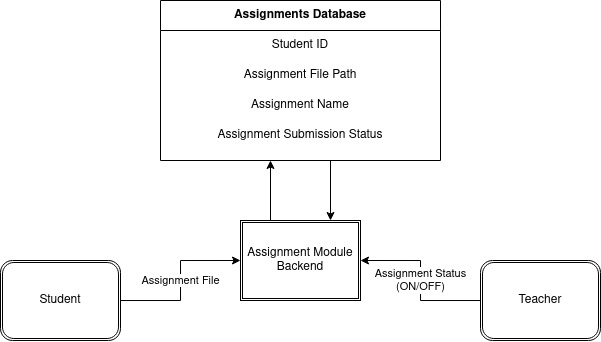 Assignments Database
Student ID
Assignment File Path
Assignment Name
Assignment Submission Status
Assignment Module
Backend
Student
Assignment File
Assignment Status
(ON/OFF)
Teacher